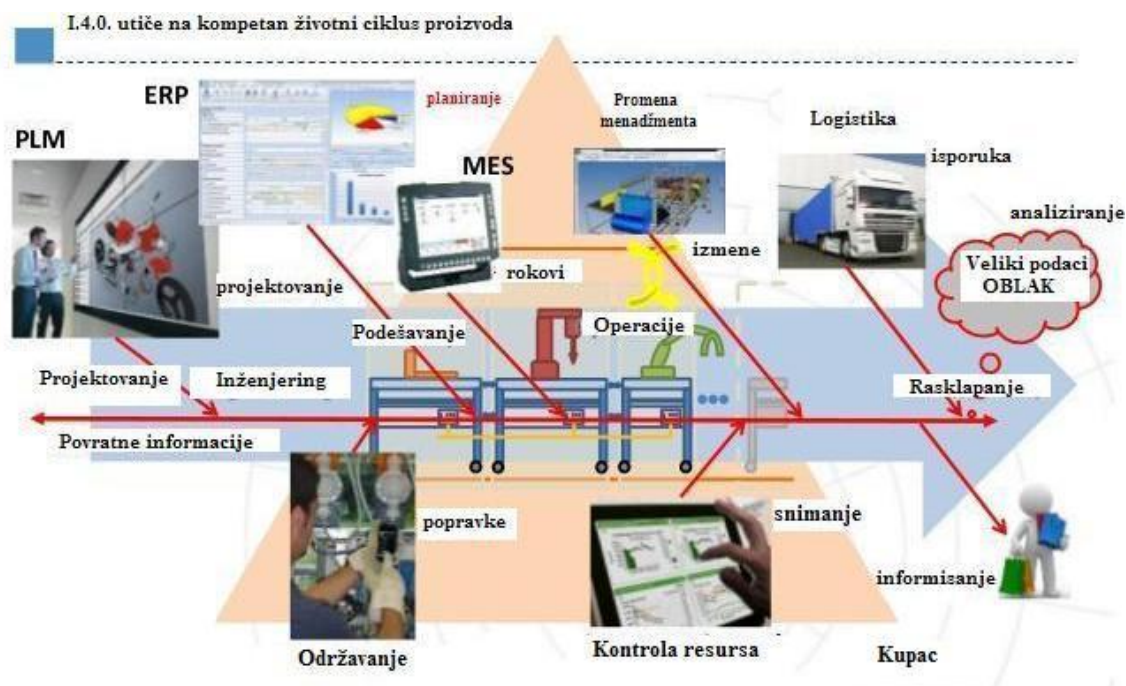 I.4.0. utiče na kompetan životni ciklus proizvoda
ERP
planiranje
Promena
menadžmenta
Logistika
PLM
MES
isporuka
analiziranje
izmene
Veliki podaci
OBLAK
rokovi
projektovanje
Podešavanje
Operacije
Projektovanje
Inženjering
Rasklapanje
Povratne informacije
popravke
snimanje
informisanje
Održavanje
Kontrola resursa
Kupac